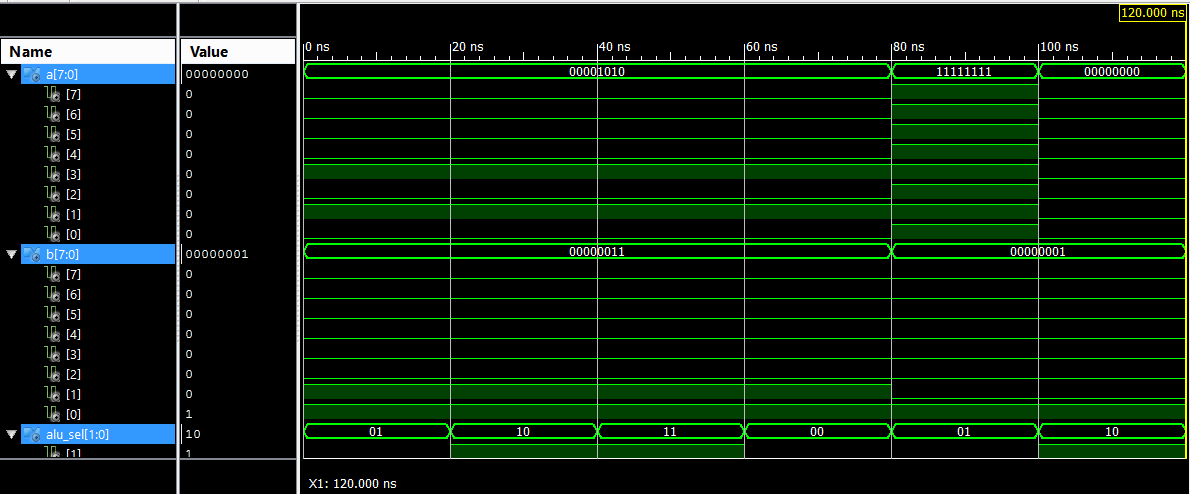 120.000 ns
Name Value
0 ns 20 ns 40 ns 60 ns 80 ns 100 ns
a[7:0] 00000000 00001010 11111111 00000000
[7] 0
[6] 0
[5] 0
[4] 0
[3] 0
[2] 0
[1] 0
[0] 0
b[7:0] 00000001 00000011 00000001
[7] 0
[6] 0
[5] 0
[4] 0
[3] 0
[2] 0
[1] 0
[0] 1
alu_sel[1:0] 10 01 10 11 00 01 10
[1] 1
X1: 120.000 ns